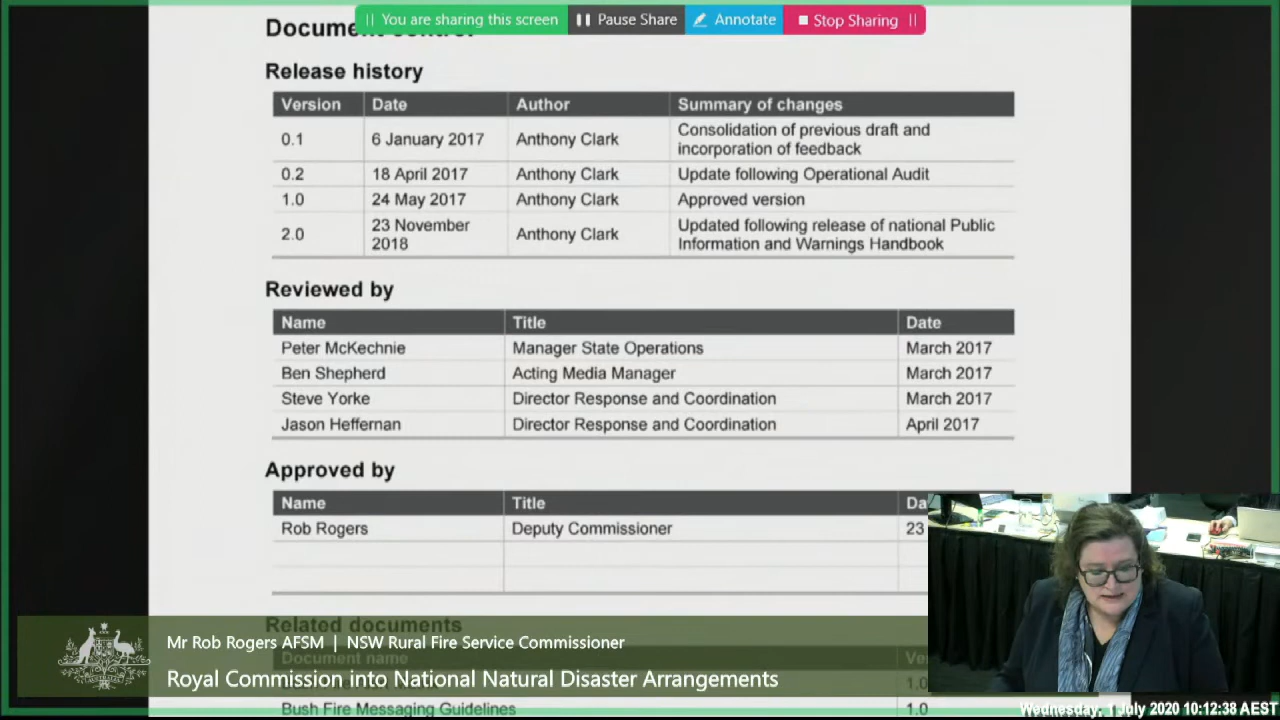 You are sharing this screen
Pause Share
Annotate
Stop Sharing
Document control
Release history
Version Date Author Summary of changes
0.1 6 January 2017 Anthony Clark Consolidation of previous draft and
incorporation of feedback
0.2 18 April 2017 Anthony Clark Update following Operational Audit
1.0 24 May 2017 Anthony Clark Approved version
2.0 23 November
2018 Anthony Clark Updated following release of national Public
Information and Warnings Handbook
Reviewed by
Name Title Date
Peter McKechnie Manager State Operations March 2017
Ben Shepherd Acting Media Manager March 2017
Steve Yorke Director Response and Coordination March 2017
Jason Heffernan Director Response and Coordination April 2017
Approved by
Name Title Da
Rob Rogers Deputy Commissioner 23
Related documents
Mr Rob Rogers AFSM | NSW Rural Fire Service Commissioner
Document name Ve
Royal Commission into National Natural Disaster Arrangements
1.0
Bush Fire Messaging Guidelines 1.0
Wednesday, 1 July 2020 10:12:38 AEST